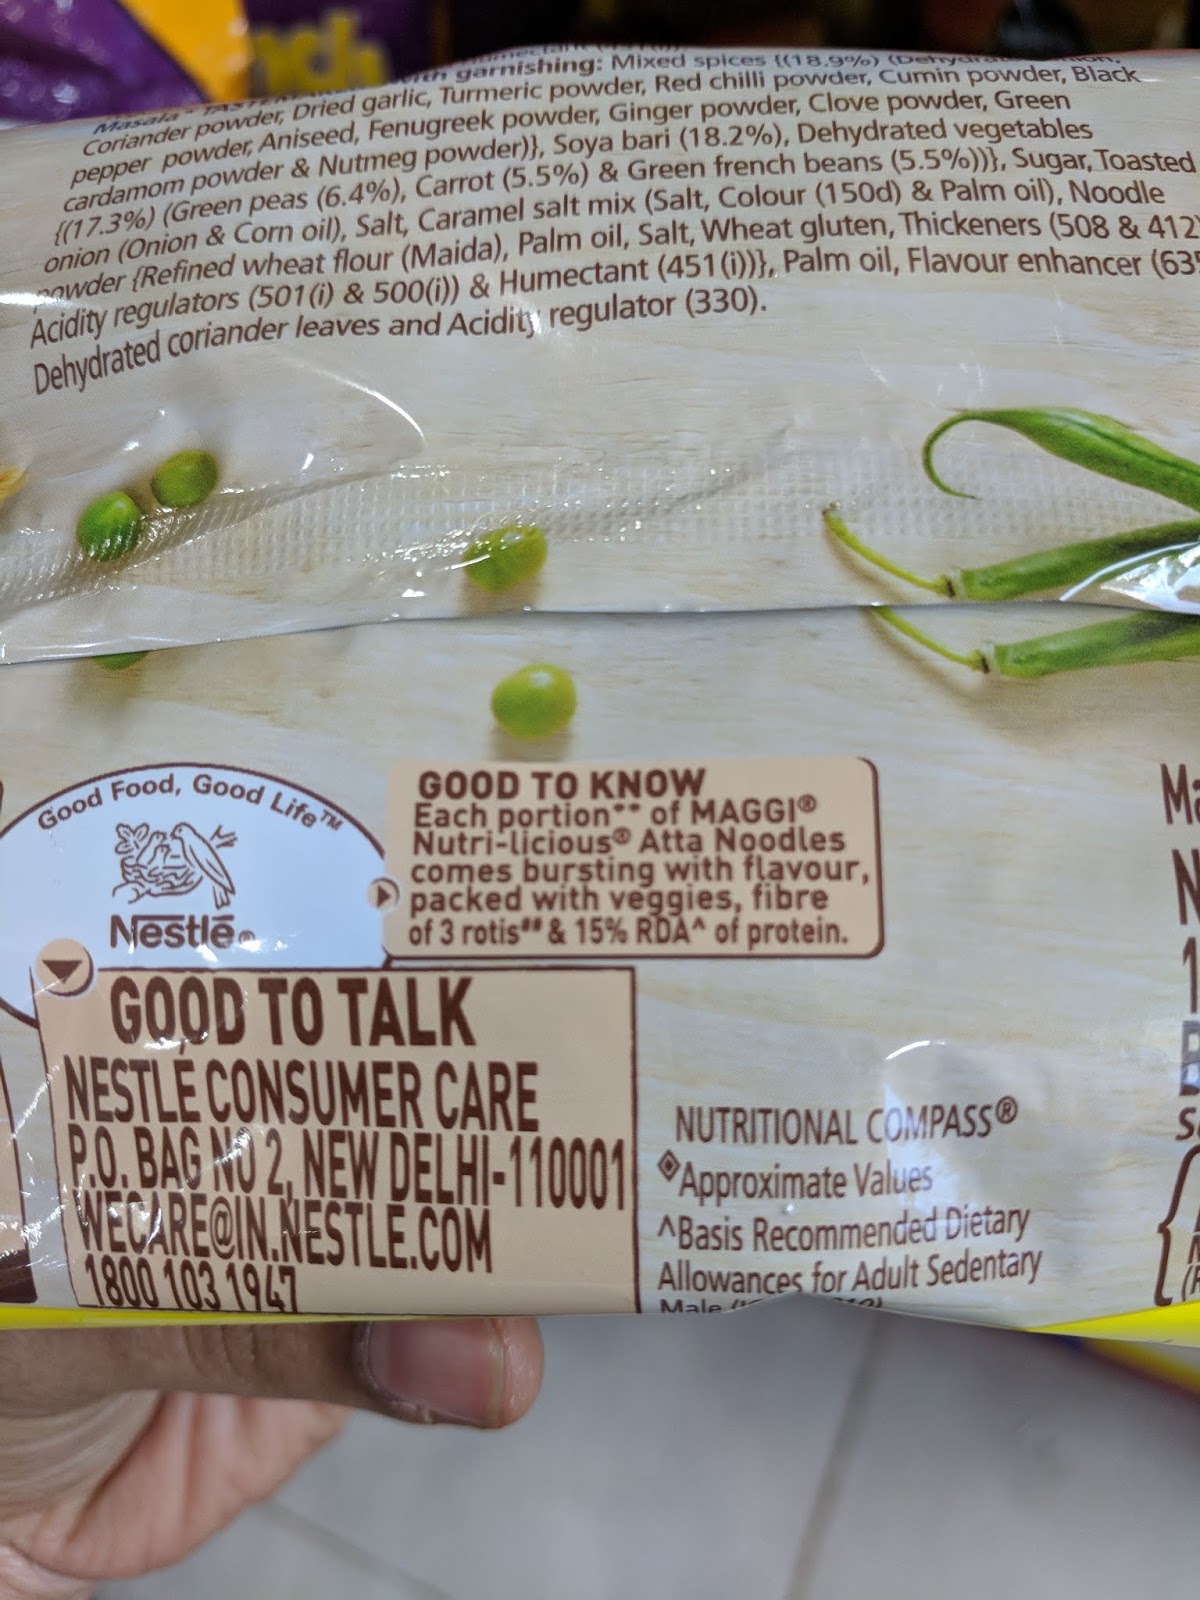 Masala TASTEMAKER with garnishing: Mixed spices {(18.9%) (Dehydrated onion,
Coriander powder, Dried garlic, Turmeric powder, Red chilli powder, Cumin powder, Black
pepper powder, Aniseed, Fenugreek powder, Ginger powder, Clove powder, Green
cardamom powder & Nutmeg powder)}, Soya bari (18.2%), Dehydrated vegetables
{(17.3%) (Green peas (6.4%), Carrot (5.5%) & Green french beans (5.5%))}, Sugar, Toasted
onion (Onion & Corn oil), Salt, Caramel salt mix (Salt, Colour (150d) & Palm oil), Noodle
powder {Refined wheat flour (Maida), Palm oil, Salt, Wheat gluten, Thickeners (508 & 412
Acidity regulators (501(i) & 500(i)) & Humectant (451(i))}, Palm oil, Flavour enhancer (635
Dehydrated coriander leaves and Acidity regulator (330).
Good Food, Good Life™
Nestlé®
GOOD TO KNOW
Each portion** of MAGGI®
Nutri-licious® Atta Noodles
comes bursting with flavour,
packed with veggies, fibre
of 3 rotis## & 15% RDA^ of protein.
GOOD TO TALK
NESTLÉ CONSUMER CARE
P.O. BAG NO 2, NEW DELHI-110001
WECARE@IN.NESTLE.COM
1800 103 1947
NUTRITIONAL COMPASS®
Approximate Values
^Basis Recommended Dietary
Allowances for Adult Sedentary
Male